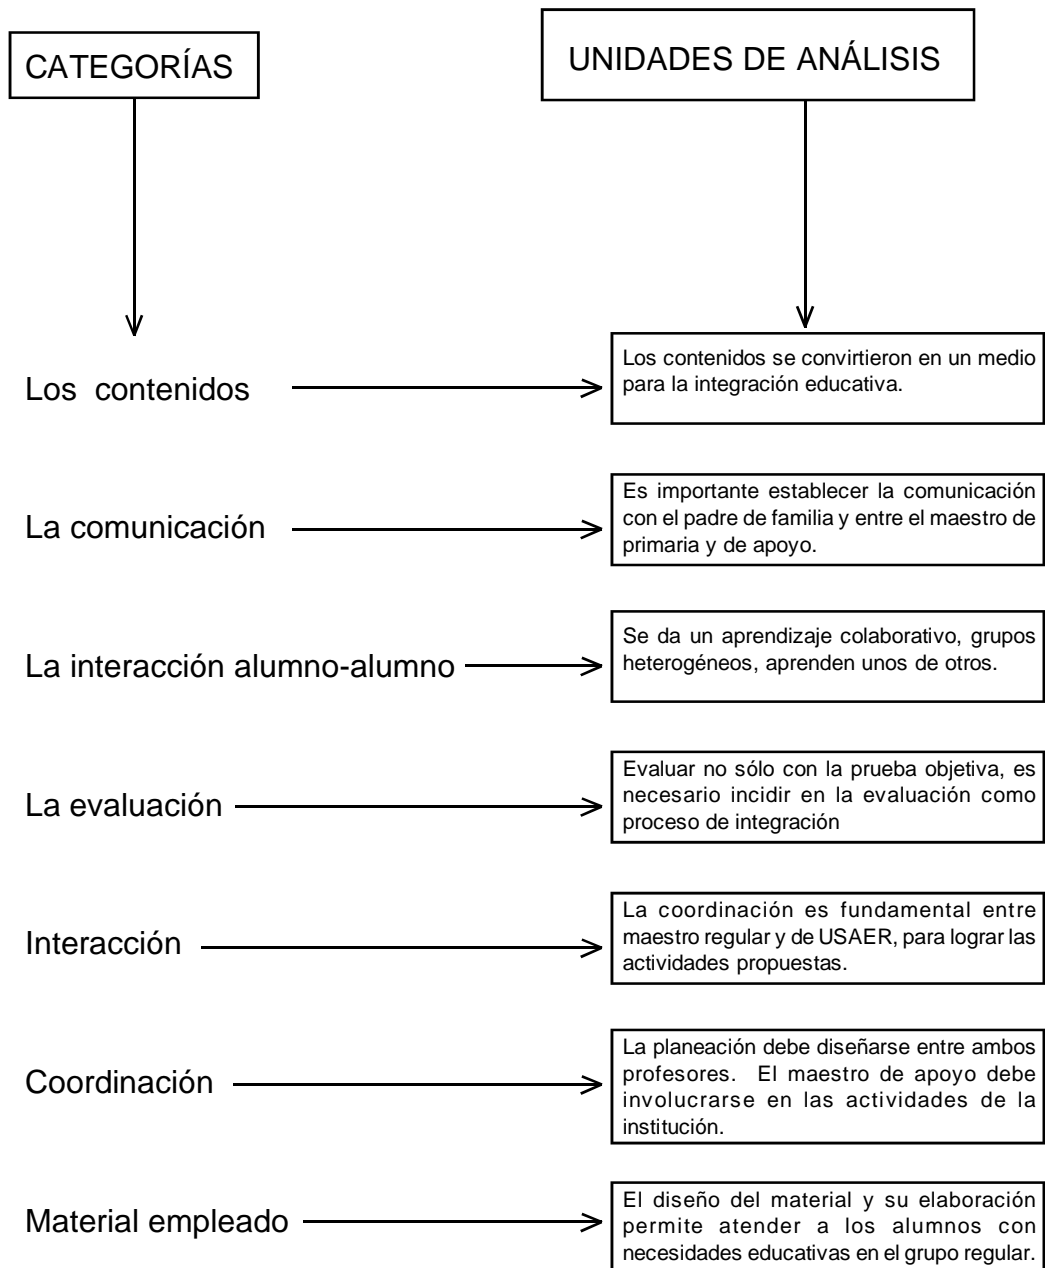 CATEGORÍAS
UNIDADES DE ANÁLISIS
Los contenidos
Los contenidos se convirtieron en un medio
para la integración educativa.
La comunicación
Es importante establecer la comunicación
con el padre de familia y entre el maestro de
primaria y de apoyo.
La interacción alumno-alumno
Se da un aprendizaje colaborativo, grupos
heterogéneos, aprenden unos de otros.
La evaluación
Evaluar no sólo con la prueba objetiva, es
necesario incidir en la evaluación como
proceso de integración
Interacción
La coordinación es fundamental entre
maestro regular y de USAER, para lograr las
actividades propuestas.
Coordinación
La planeación debe diseñarse entre ambos
profesores. El maestro de apoyo debe
involucrarse en las actividades de la
institución.
Material empleado
El diseño del material y su elaboración
permite atender a los alumnos con
necesidades educativas en el grupo regular.